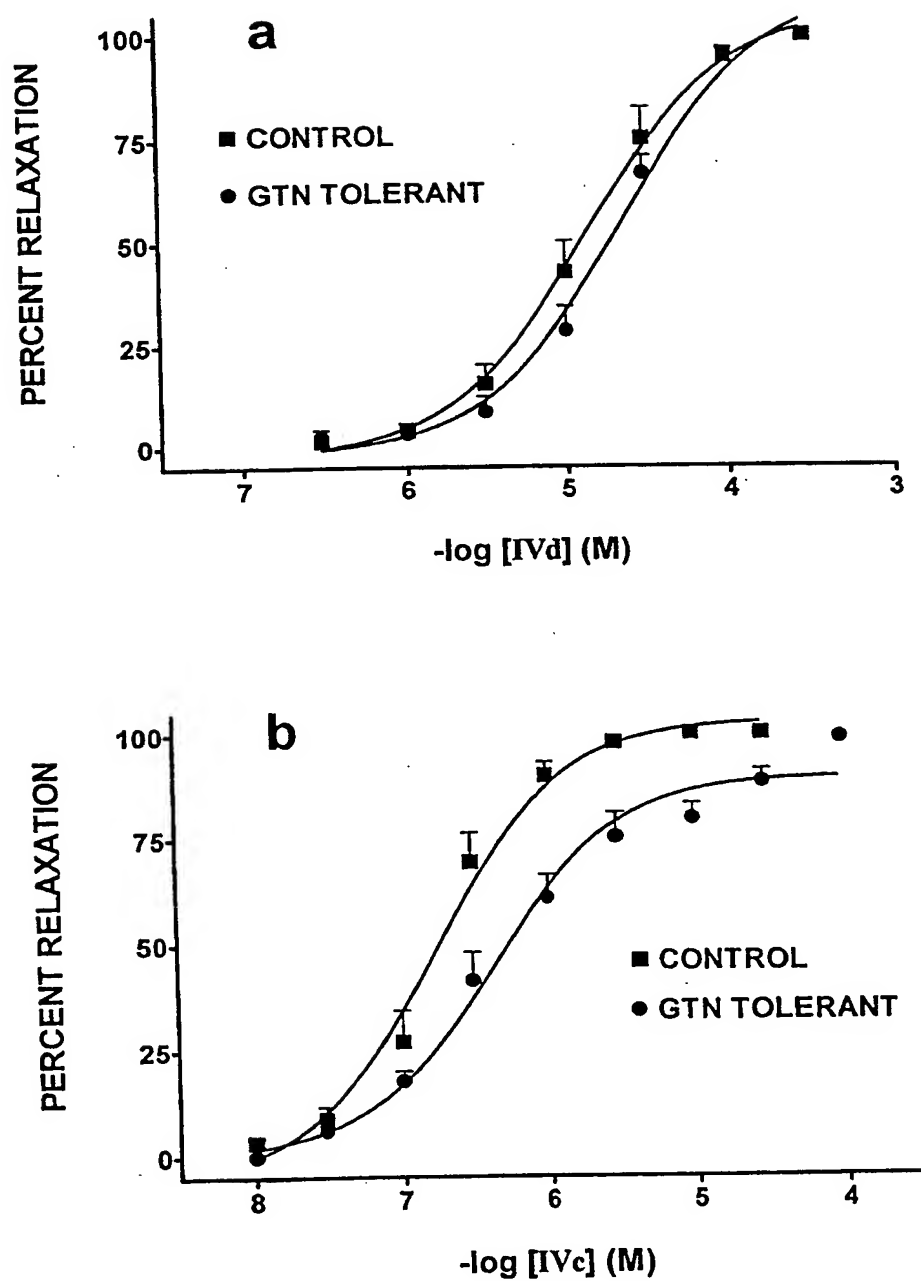 a
PERCENT RELAXATION
100
75
50
25
0
■ CONTROL
● GTN TOLERANT
7 6 5 4 3
-log [IVd] (M)
b
PERCENT RELAXATION
100
75
50
25
0
■ CONTROL
● GTN TOLERANT
8 7 6 5 4
-log [IVc] (M)